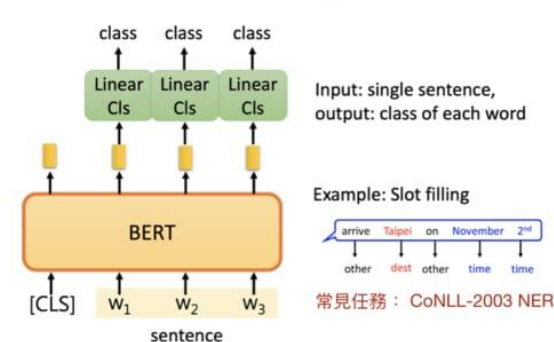 class class class
Linear Cls Linear Cls Linear Cls
Input: single sentence,
output: class of each word
BERT
Example: Slot filling
arrive Taipei on November 2nd
other dest other time time
[CLS] w1 w2 w3
sentence
常見任務： CoNLL-2003 NER